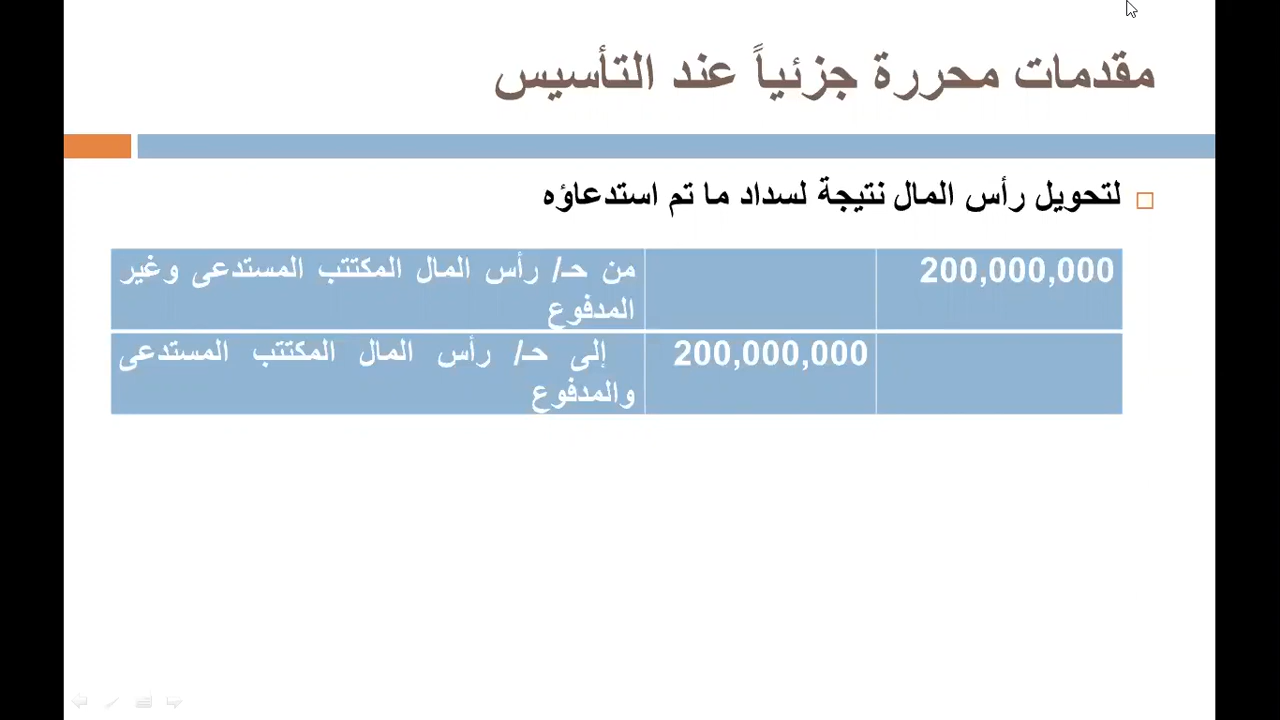 مقدمات محررة جزئياً عند التأسيس
لتحويل رأس المال نتيجة لسداد ما تم استدعاؤه
200,000,000
من حـ/ رأس المال المكتتب المستدعى وغير
المدفوع
200,000,000
إلى حـ/ رأس المال المكتتب المستدعى
والمدفوع